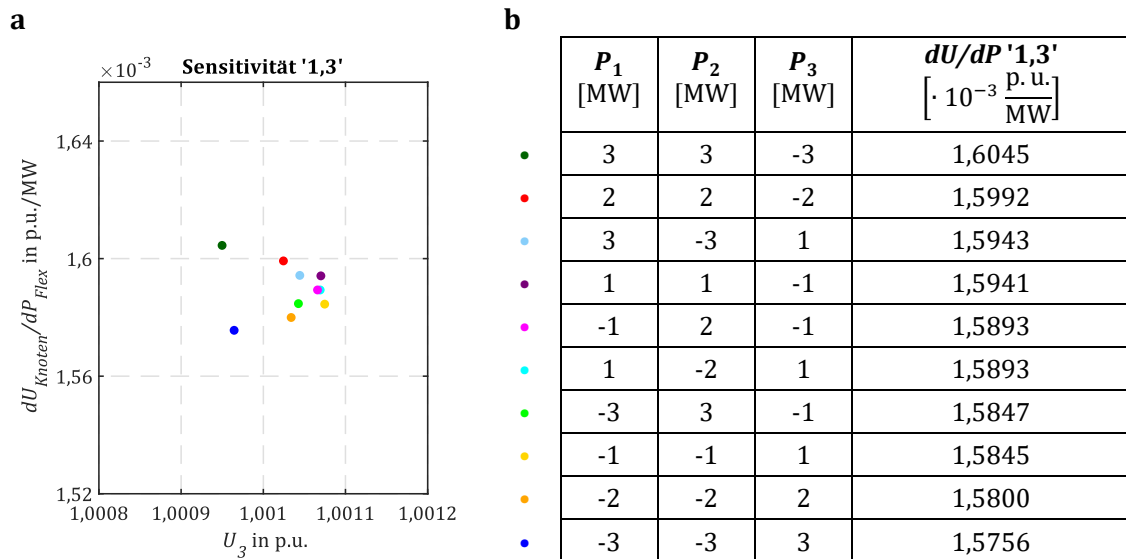 a
×10⁻³
Sensitivität '1,3'
1,64
1,6
1,56
1,52
dU_Knoten/dP_Flex in p.u./MW
1,0008 1,0009 1,001 1,0011 1,0012
U_3 in p.u.
b
P₁ [MW] P₂ [MW] P₃ [MW] dU/dP '1,3' [· 10⁻³ p. u./MW]
3 3 -3 1,6045
2 2 -2 1,5992
3 -3 1 1,5943
1 1 -1 1,5941
-1 2 -1 1,5893
1 -2 1 1,5893
-3 3 -1 1,5847
-1 -1 1 1,5845
-2 -2 2 1,5800
-3 -3 3 1,5756